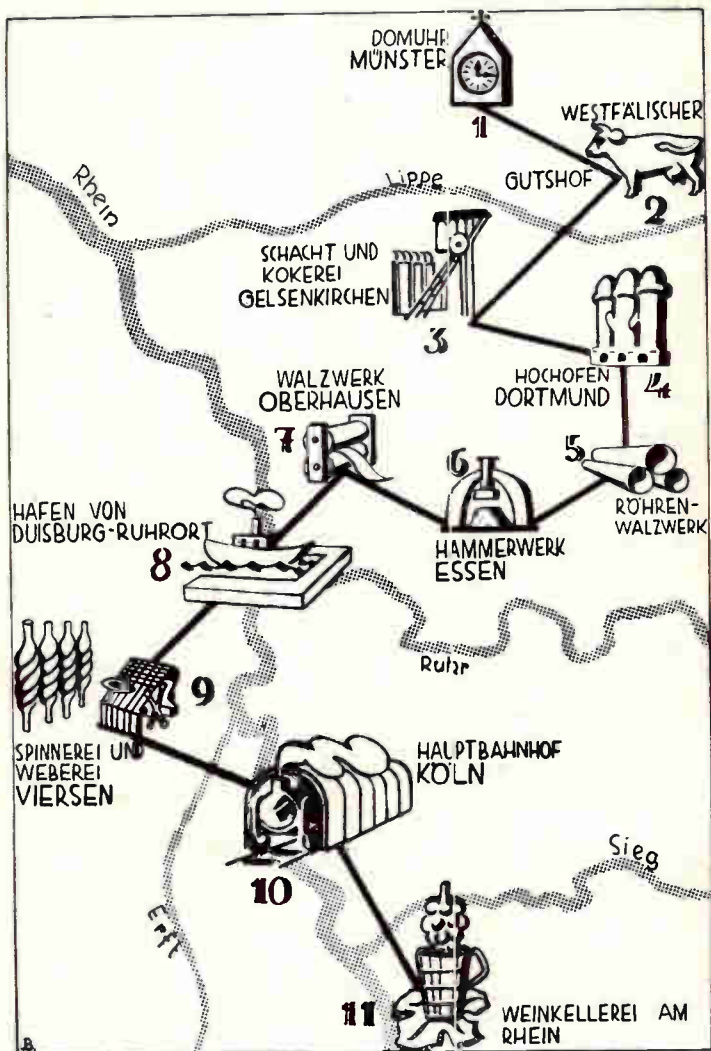 DOMUHR
MÜNSTER
1
WESTFÄLISCHER
GUTSHOF
2
Rhein
Lippe
SCHACHT UND
KOKEREI
GELSENKIRCHEN
3
HOCHOFEN
DORTMUND
4
WALZWERK
OBERHAUSEN
7
6
HAMMERWERK
ESSEN
5
RÖHREN-
WALZWERK
HAFEN VON
DUISBURG-RUHRORT
8
Ruhr
9
SPINNEREI UND
WEBEREI
VIERSEN
HAUPTBAHNHOF
KÖLN
10
Erft
Sieg
11
WEINKELLEREI AM
RHEIN
B